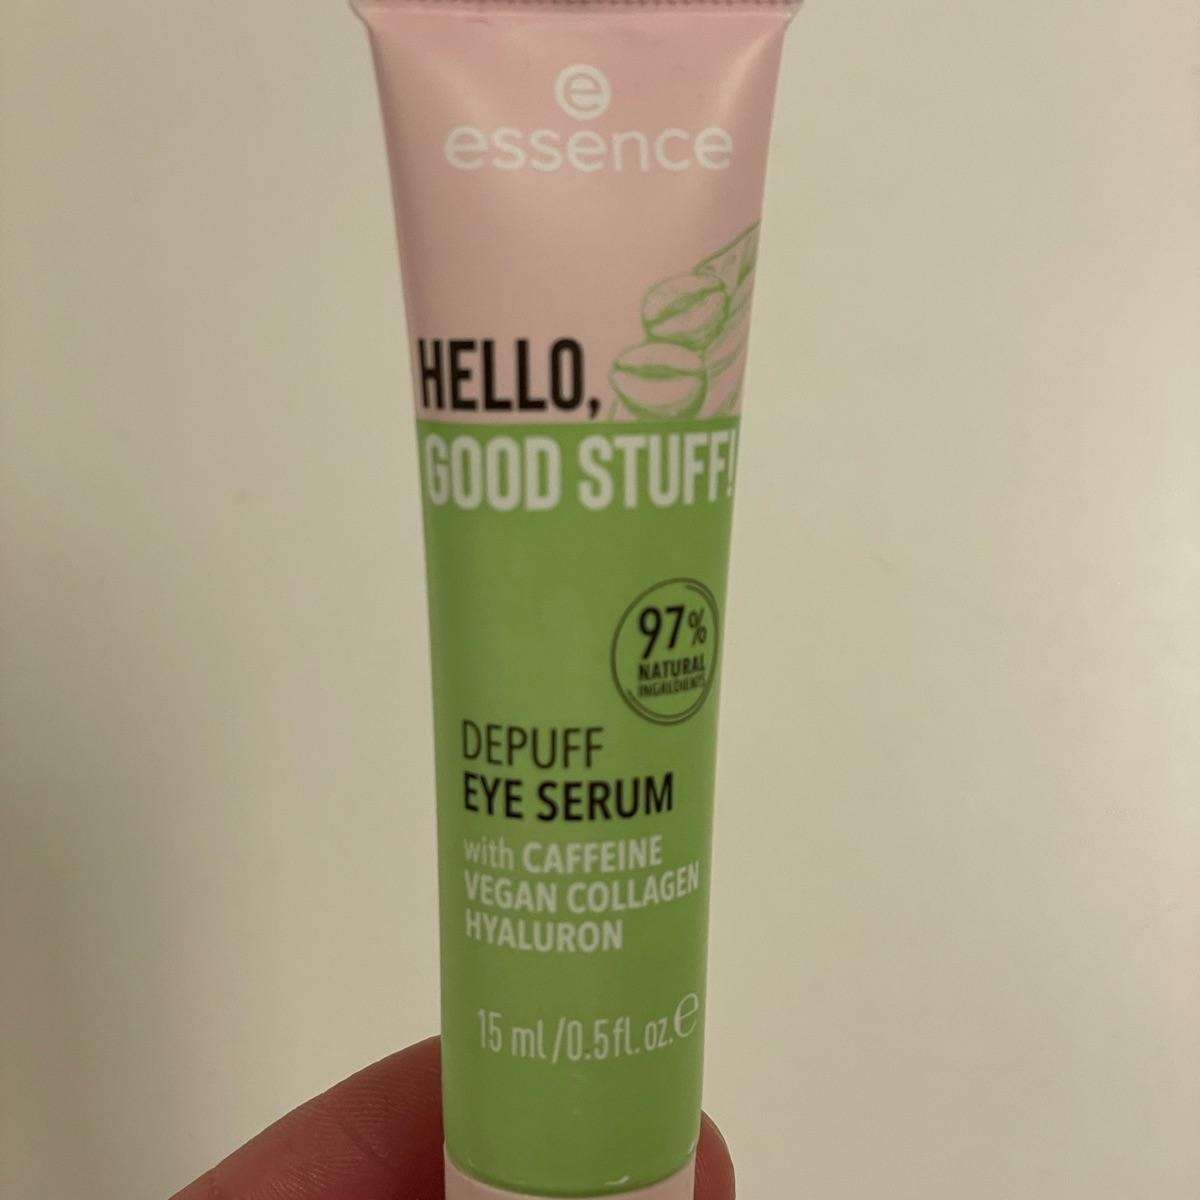 e
essence
HELLO,
GOOD STUFF!
97%
NATURAL
INGREDIENTS
DEPUFF
EYE SERUM
with CAFFEINE
VEGAN COLLAGEN
HYALURON
15 ml/0.5fl.oz.℮